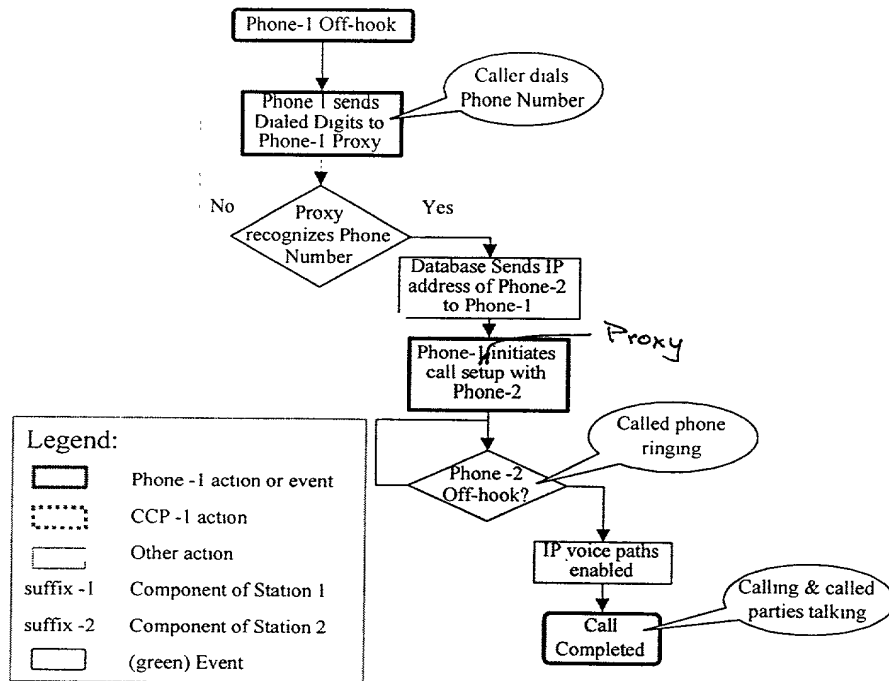 Phone-1 Off-hook
Caller dials
Phone Number
Phone 1 sends
Dialed Digits to
Phone-1 Proxy
No
Yes
Proxy
recognizes Phone
Number
Database Sends IP
address of Phone-2
to Phone-1
Proxy
Phone-1 initiates
call setup with
Phone-2
Called phone
ringing
Phone -2
Off-hook?
IP voice paths
enabled
Calling & called
parties talking
Call
Completed
Legend:
Phone -1 action or event
CCP -1 action
Other action
suffix -1 Component of Station 1
suffix -2 Component of Station 2
(green) Event